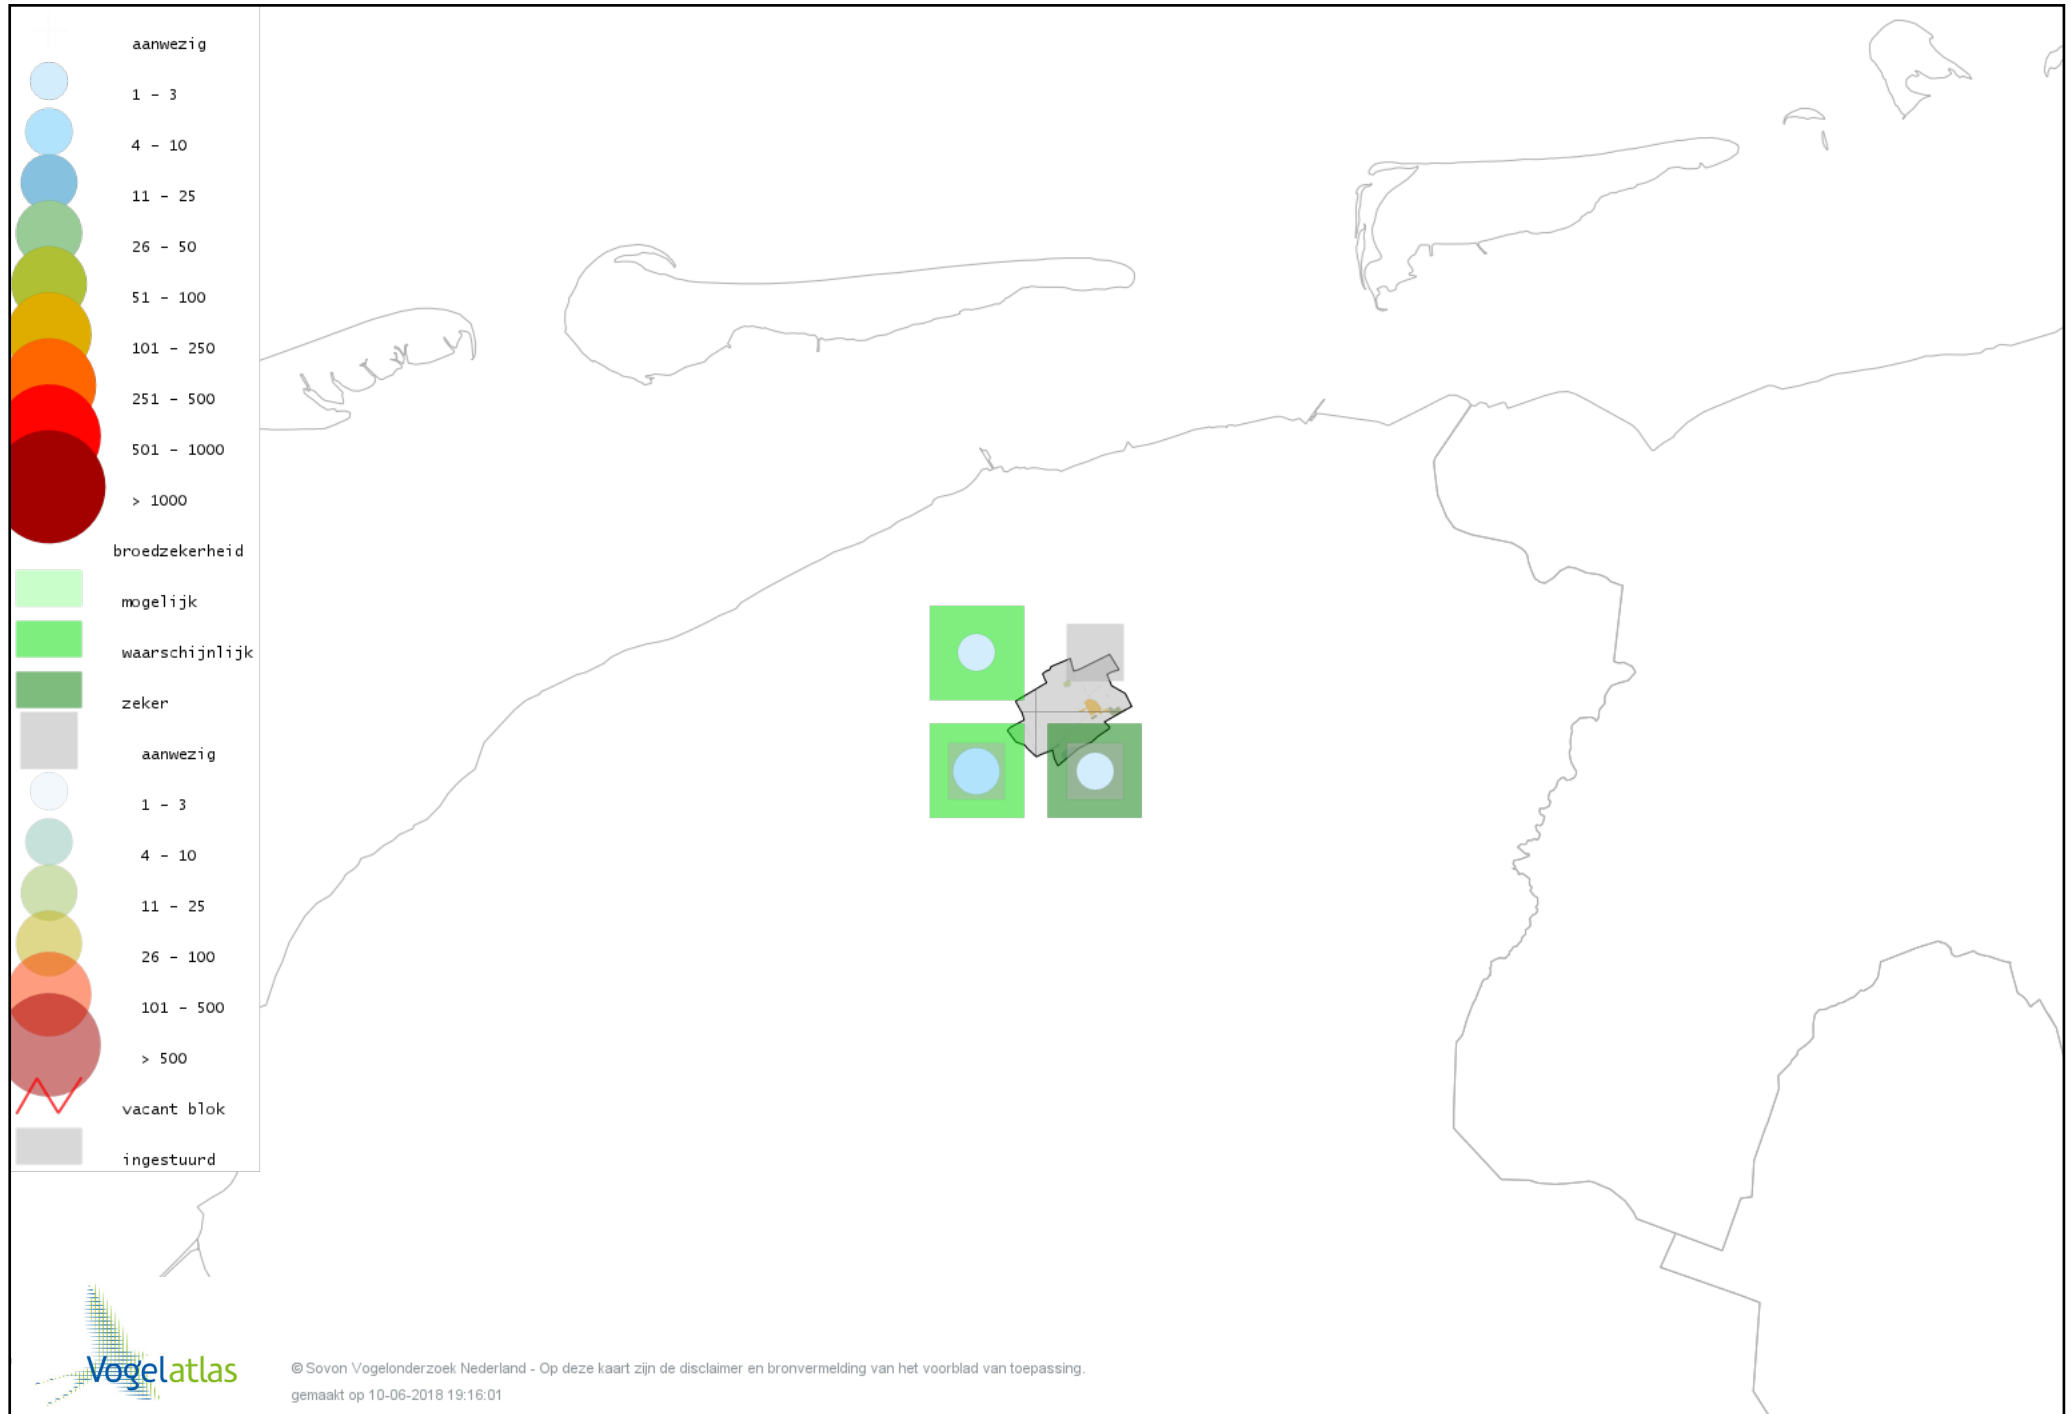 aanwezig
1 - 3
4 - 10
11 - 25
26 - 50
51 - 100
101 - 250
251 - 500
501 - 1000
> 1000
broedzekerheid
mogelijk
waarschijnlijk
zeker
aanwezig
1 - 3
4 - 10
11 - 25
26 - 100
101 - 500
> 500
vacant blok
ingestuurd
Vogelatlas
© Sovon Vogelonderzoek Nederland - Op deze kaart zijn de disclaimer en bronvermelding van het voorblad van toepassing.
gemaakt op 10-06-2018 19:16:01